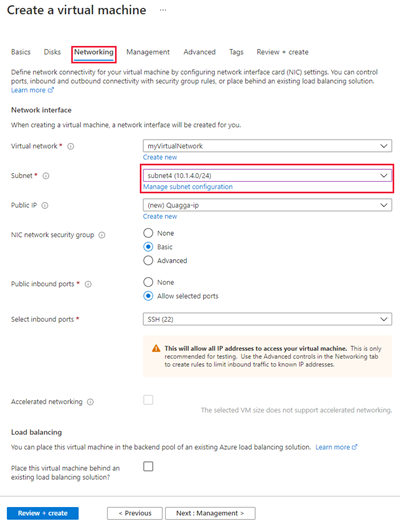 Create a virtual machine ...
Basics Disks Networking Management Advanced Tags Review + create
Define network connectivity for your virtual machine by configuring network interface card (NIC) settings. You can control
ports, inbound and outbound connectivity with security group rules, or place behind an existing load balancing solution.
Learn more
Network interface
When creating a virtual machine, a network interface will be created for you.
Virtual network * myVirtualNetwork
Create new
Subnet * subnet4 (10.1.4.0/24)
Manage subnet configuration
Public IP (new) Quagga-ip
Create new
NIC network security group None
Basic
Advanced
Public inbound ports * None
Allow selected ports
Select inbound ports * SSH (22)
This will allow all IP addresses to access your virtual machine. This is only
recommended for testing. Use the Advanced controls in the Networking tab
to create rules to limit inbound traffic to known IP addresses.
Accelerated networking
The selected VM size does not support accelerated networking.
Load balancing
You can place this virtual machine in the backend pool of an existing Azure load balancing solution. Learn more
Place this virtual machine behind an
existing load balancing solution?
Review + create < Previous Next : Management >